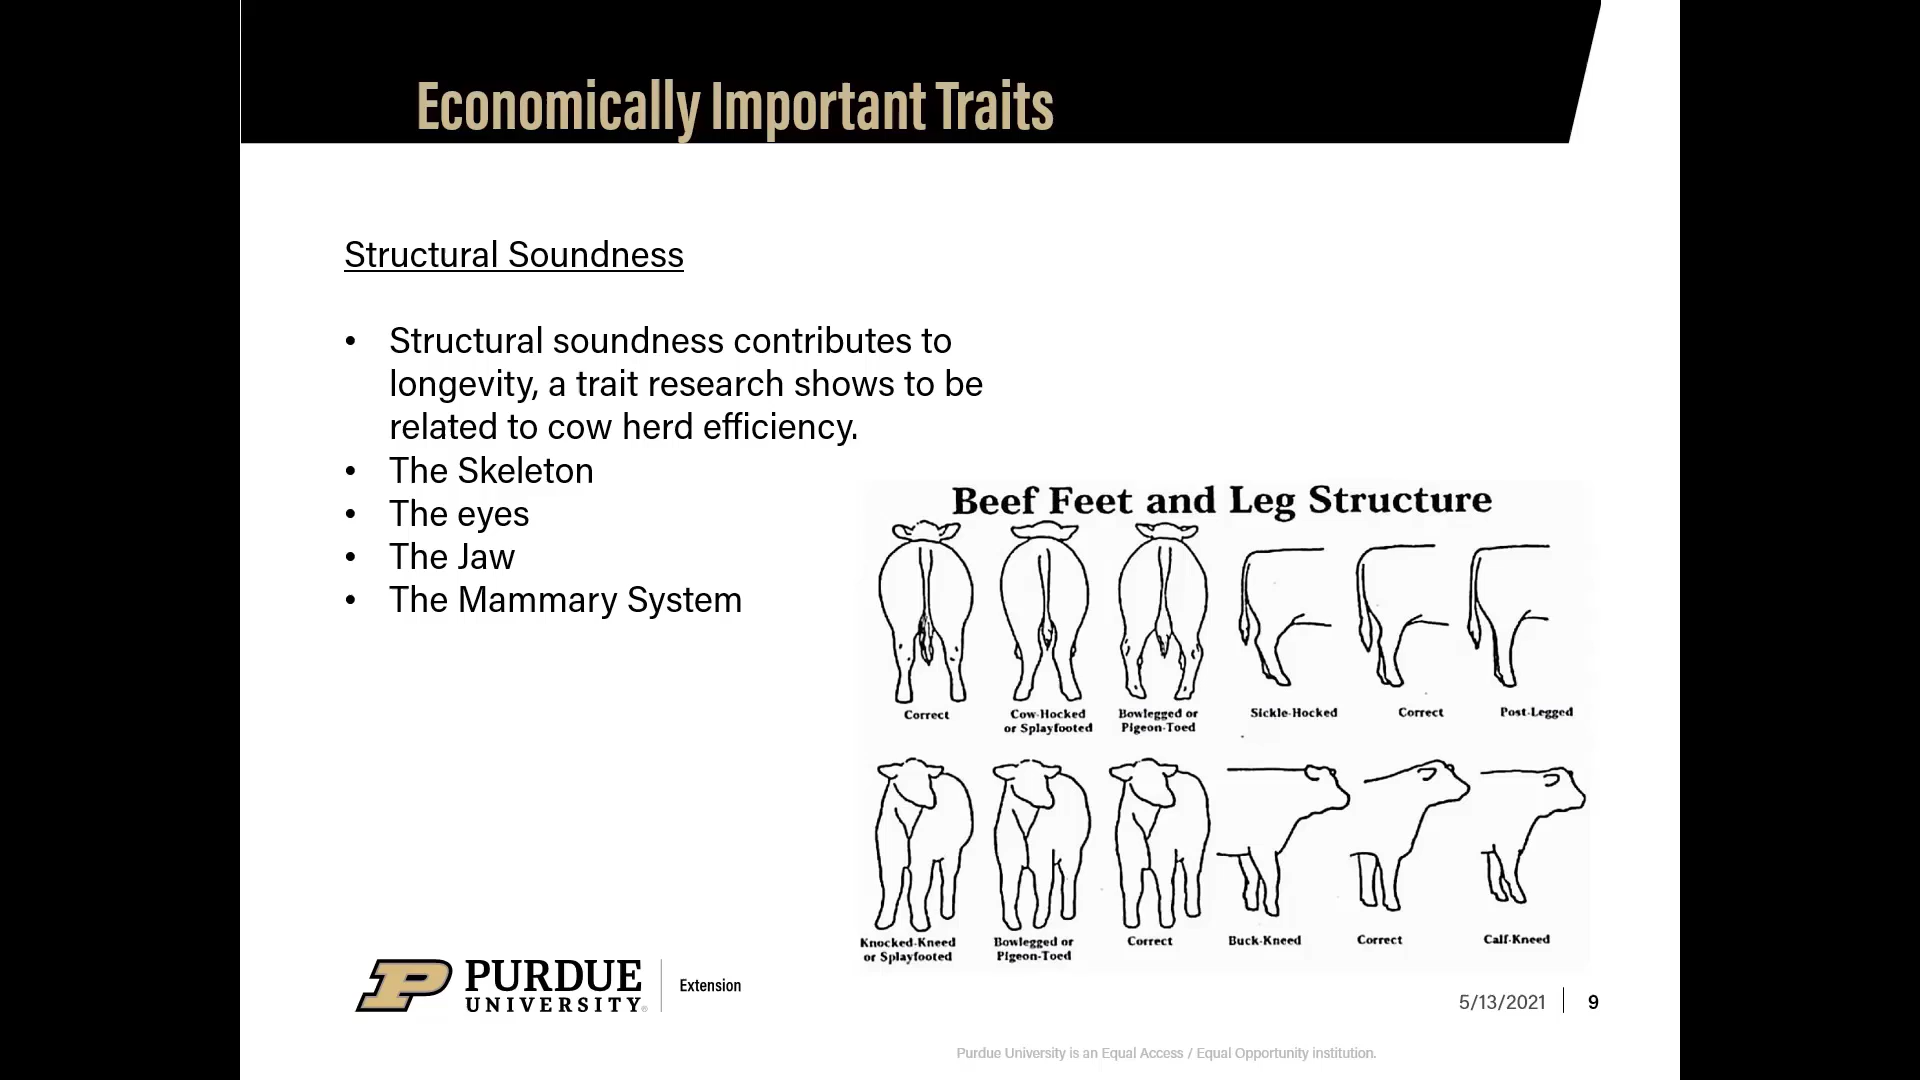 Economically Important Traits
Structural Soundness
• Structural soundness contributes to
longevity, a trait research shows to be
related to cow herd efficiency.
• The Skeleton
• The eyes
• The Jaw
• The Mammary System
Beef Feet and Leg Structure
Correct
Cow-Hocked
or Splayfooted
Bowlegged or
Pigeon-Toed
Sickle-Hocked
Correct
Post-Legged
Knocked-Kneed
or Splayfooted
Bowlegged or
Pigeon-Toed
Correct
Buck-Kneed
Correct
Calf-Kneed
P PURDUE
UNIVERSITY®
Extension
5/13/2021 9
Purdue University is an Equal Access / Equal Opportunity institution.